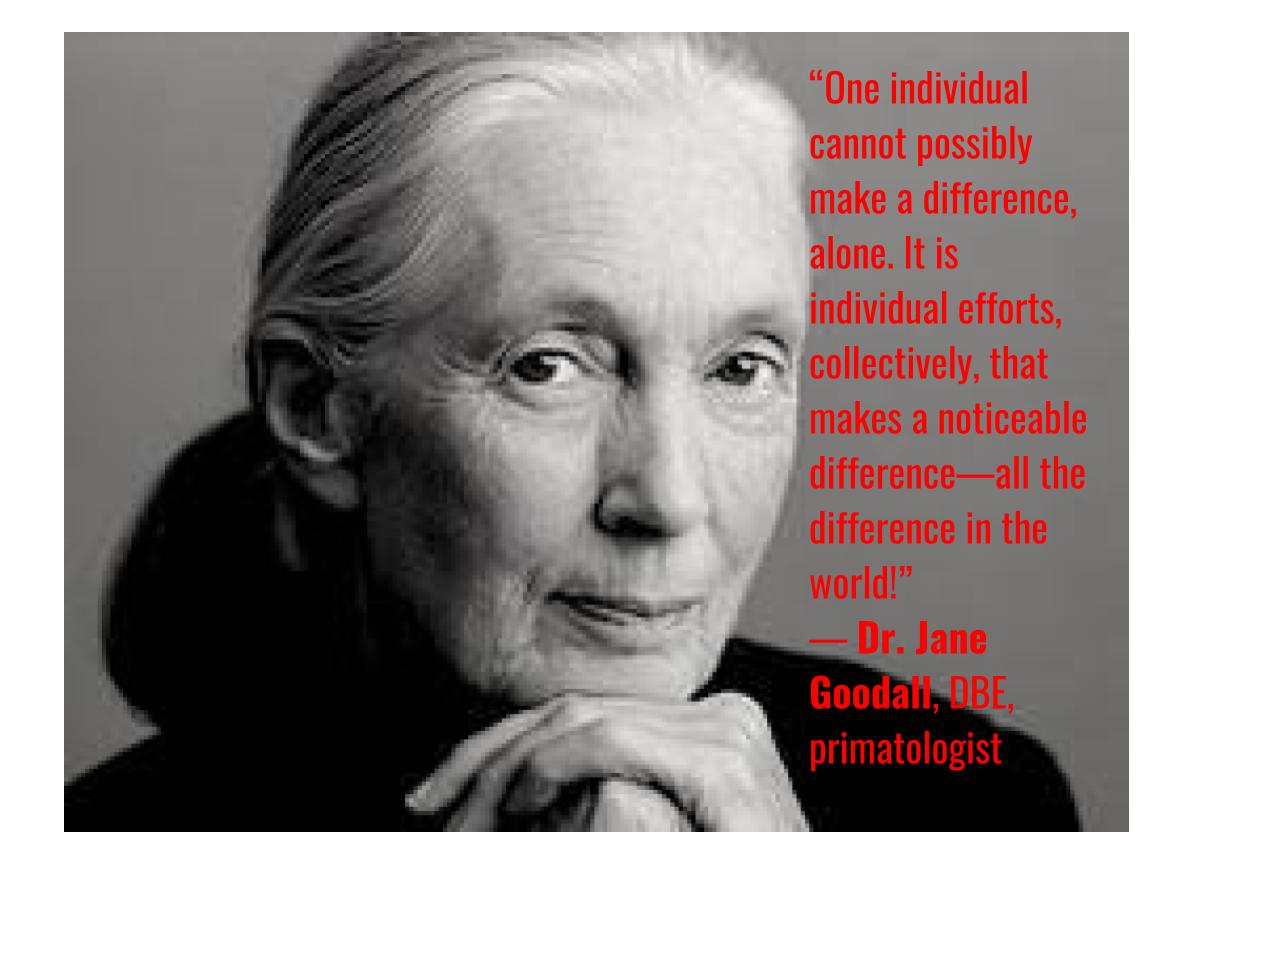 “One individual
cannot possibly
make a difference,
alone. It is
individual efforts,
collectively, that
makes a noticeable
difference—all the
difference in the
world!”
— Dr. Jane
Goodall, DBE,
primatologist